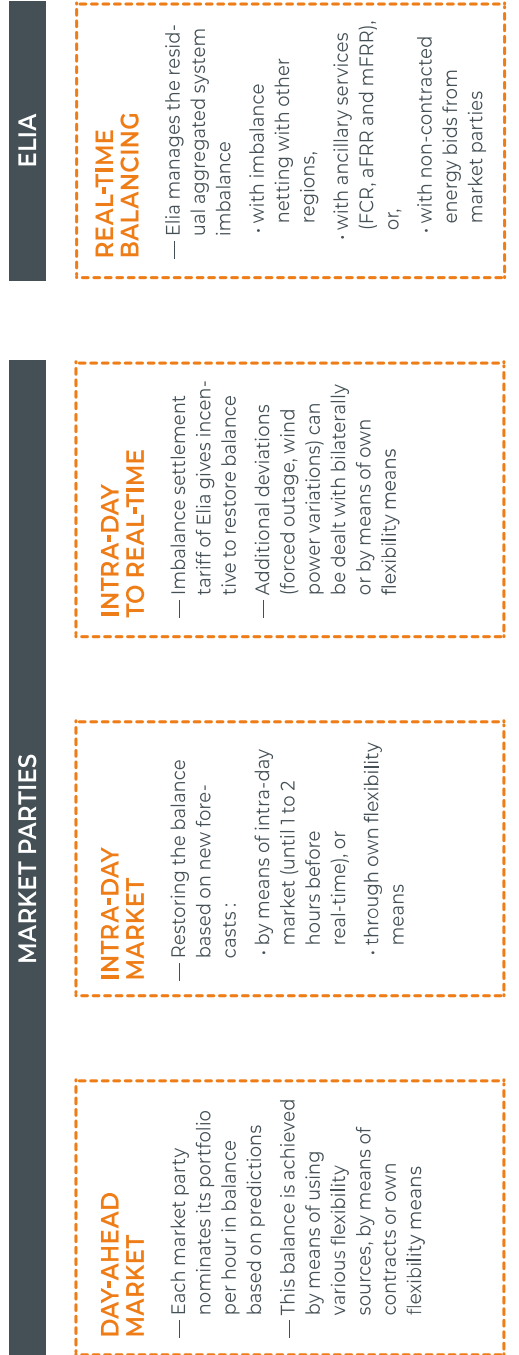 MARKET PARTIES
ELIA
DAY-AHEAD
MARKET
— Each market party
nominates its portfolio
per hour in balance
based on predictions
— This balance is achieved
by means of using
various flexibility
sources, by means of
contracts or own
flexibility means
INTRA-DAY
MARKET
— Restoring the balance
based on new fore-
casts :
· by means of intra-day
market (until 1 to 2
hours before
real-time), or
· through own flexibility
means
INTRA-DAY
TO REAL-TIME
— Imbalance settlement
tariff of Elia gives incen-
tive to restore balance
— Additional deviations
(forced outage, wind
power variations) can
be dealt with bilaterally
or by means of own
flexibility means
REAL-TIME
BALANCING
— Elia manages the resid-
ual aggregated system
imbalance
· with imbalance
netting with other
regions,
· with ancillary services
(FCR, aFRR and mFRR),
or,
· with non-contracted
energy bids from
market parties